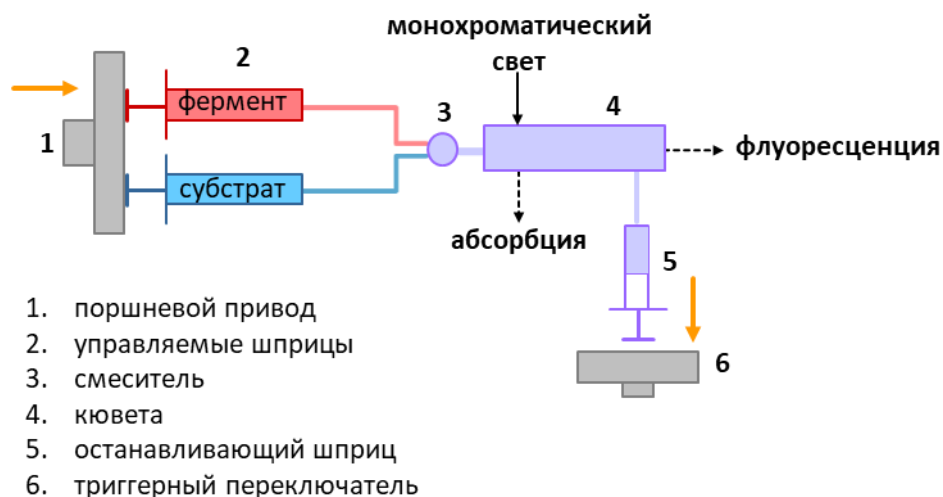 монохроматический
свет
2
фермент
3
4
1
флуоресценция
субстрат
абсорбция
5
1. поршневой привод
2. управляемые шприцы
3. смеситель
4. кювета
5. останавливающий шприц
6. триггерный переключатель
6